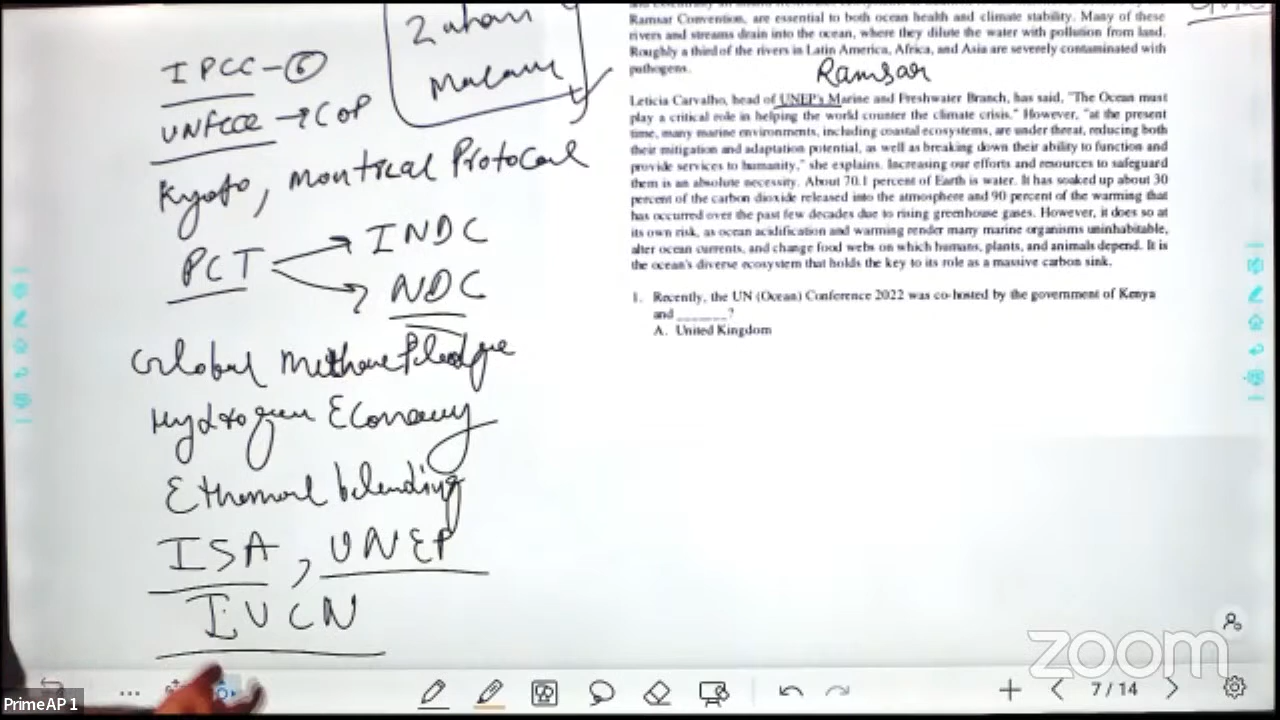 IPCC - 6
UNFCCC → COP
Kyoto, Montreal Protocal
PCT
INDC
NDC
Global Methane Pledge
Hydrogen Economy
Ethenol blending
ISA, UNEP
IUCN
Ramsar Convention, are essential to both ocean health and climate stability. Many of these
rivers and streams drain into the ocean, where they dilute the water with pollution from land.
Roughly a third of the rivers in Latin America, Africa, and Asia are severely contaminated with
pathogens.
Ramsar
Leticia Carvalho, head of UNEP's Marine and Freshwater Branch, has said, "The Ocean must
play a critical role in helping the world counter the climate crisis." However, "at the present
time, many marine environments, including coastal ecosystems, are under threat, reducing both
their mitigation and adaptation potential, as well as breaking down their ability to function and
provide services to humanity," she explains. Increasing our efforts and resources to safeguard
them is an absolute necessity. About 70.1 percent of Earth is water. It has soaked up about 30
percent of the carbon dioxide released into the atmosphere and 90 percent of the warming that
has occurred over the past few decades due to rising greenhouse gases. However, it does so at
its own risk, as ocean acidification and warming render many marine organisms uninhabitable,
alter ocean currents, and change food webs on which humans, plants, and animals depend. It is
the ocean's diverse ecosystem that holds the key to its role as a massive carbon sink.
1. Recently, the UN (Ocean) Conference 2022 was co-hosted by the government of Kenya
and ______?
A. United Kingdom
zoom
7 / 14
PrimeAP 1